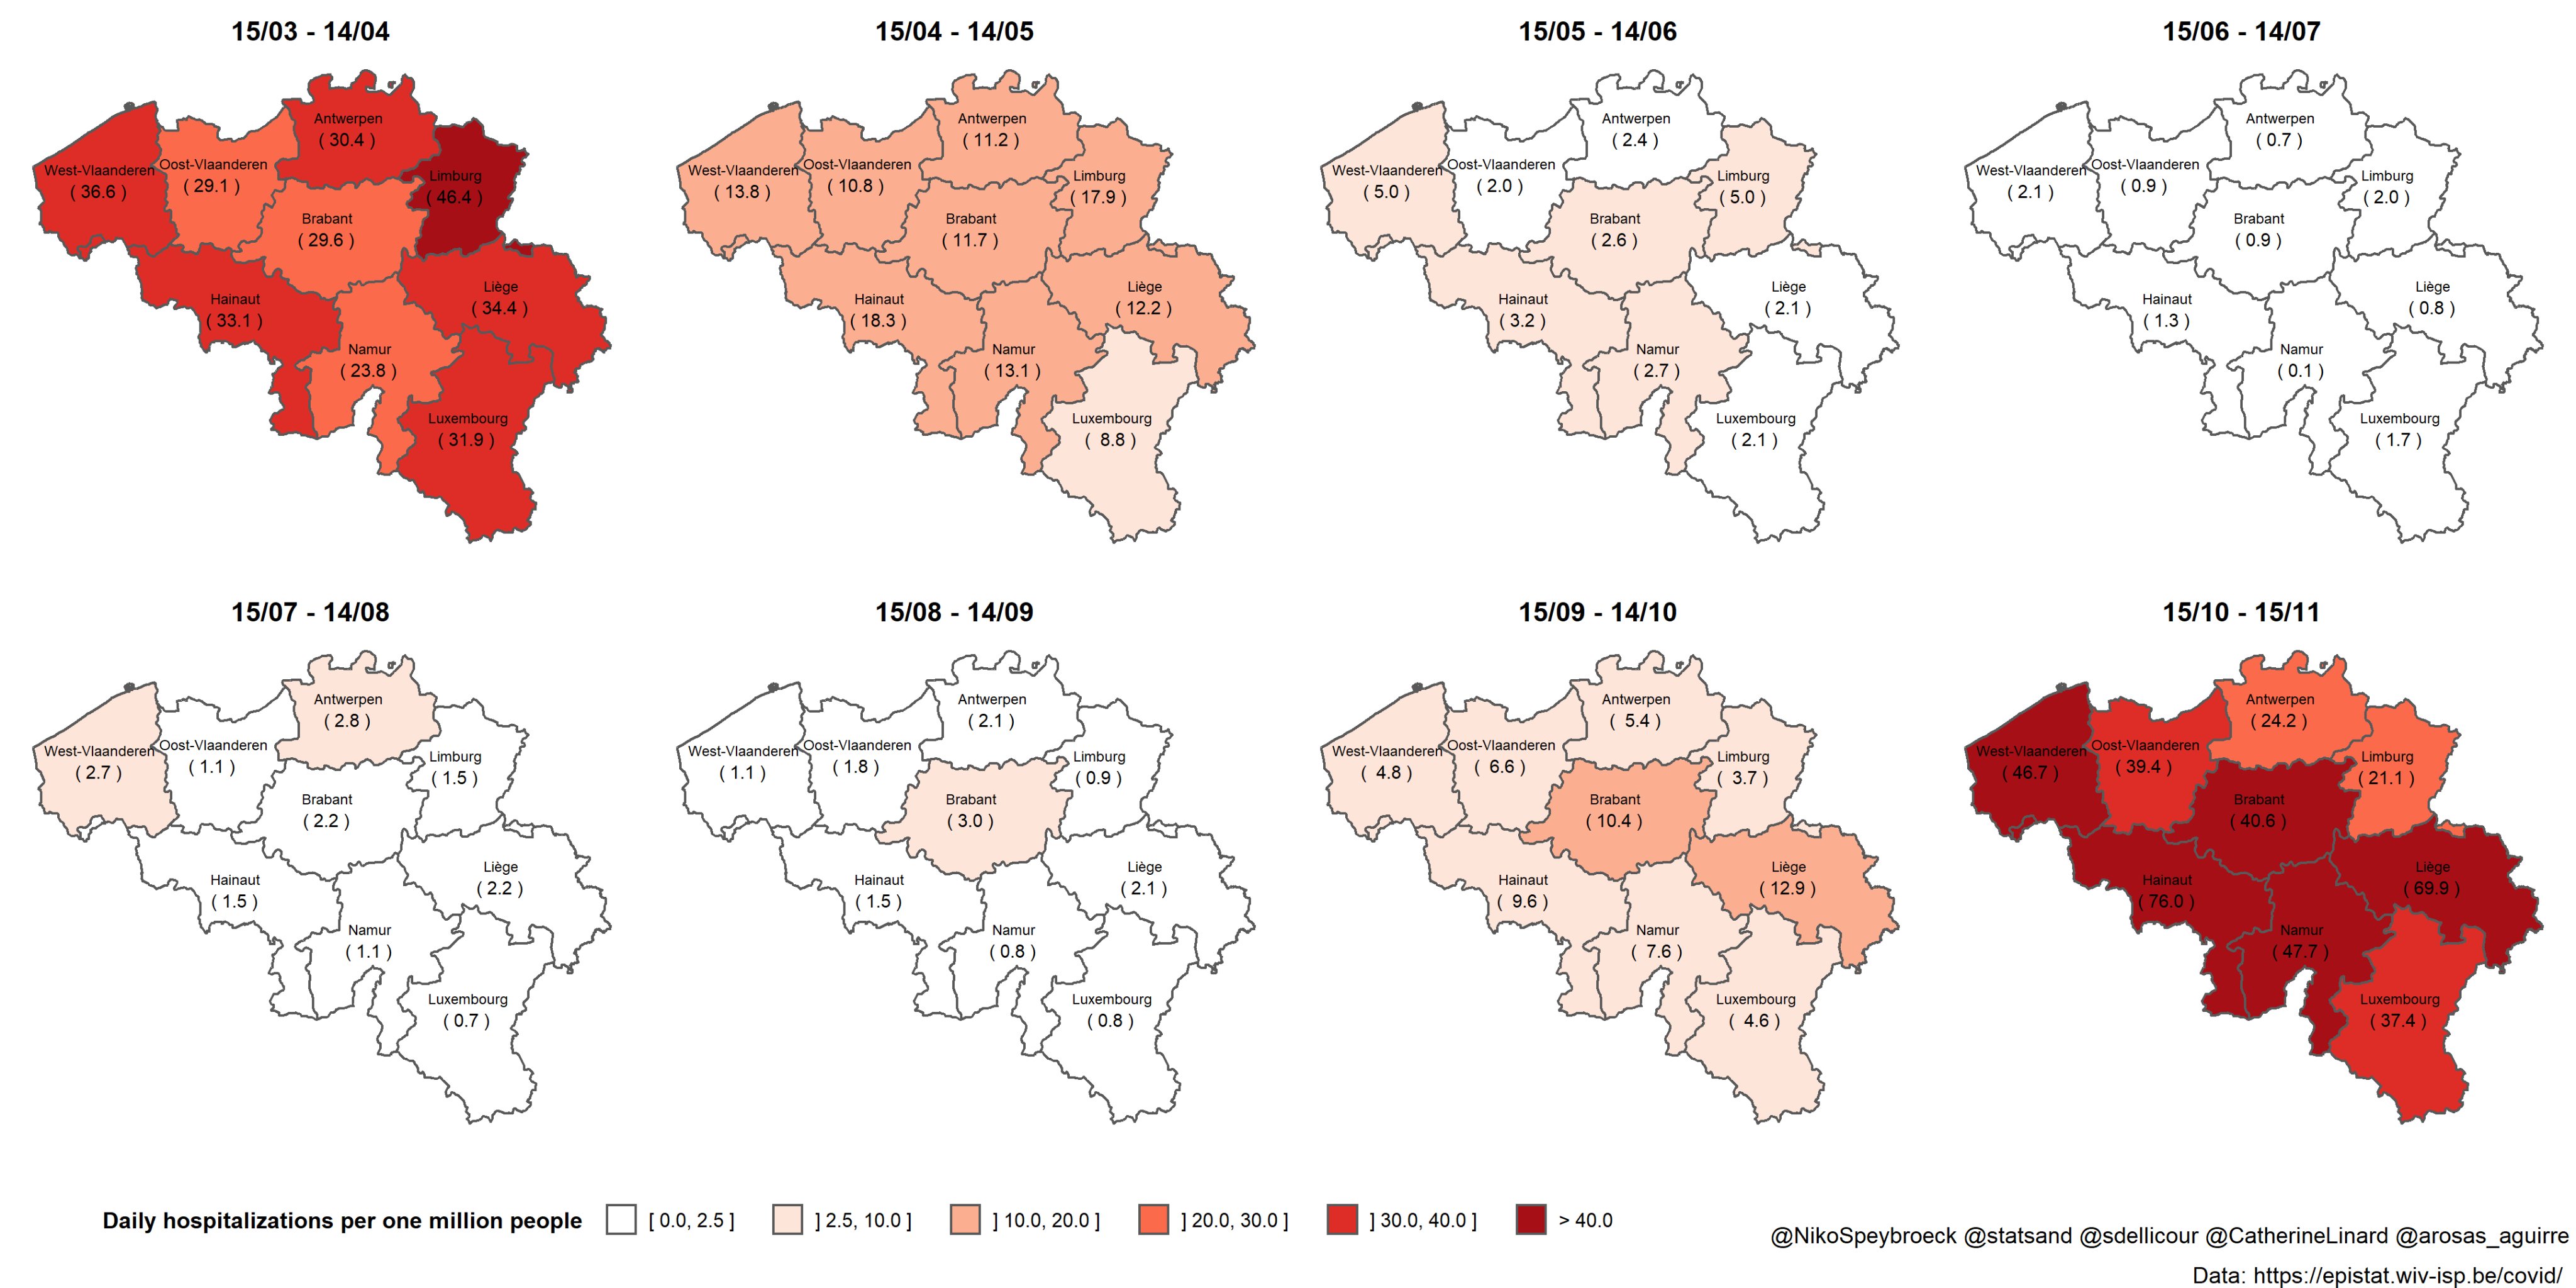 15/03 - 14/04
Antwerpen
( 30.4 )
West-Vlaanderen
( 36.6 )
Oost-Vlaanderen
( 29.1 )
Limburg
( 46.4 )
Brabant
( 29.6 )
Hainaut
( 33.1 )
Liège
( 34.4 )
Namur
( 23.8 )
Luxembourg
( 31.9 )
15/04 - 14/05
Antwerpen
( 11.2 )
West-Vlaanderen
( 13.8 )
Oost-Vlaanderen
( 10.8 )
Limburg
( 17.9 )
Brabant
( 11.7 )
Hainaut
( 18.3 )
Liège
( 12.2 )
Namur
( 13.1 )
Luxembourg
( 8.8 )
15/05 - 14/06
Antwerpen
( 2.4 )
West-Vlaanderen
( 5.0 )
Oost-Vlaanderen
( 2.0 )
Limburg
( 5.0 )
Brabant
( 2.6 )
Hainaut
( 3.2 )
Liège
( 2.1 )
Namur
( 2.7 )
Luxembourg
( 2.1 )
15/06 - 14/07
Antwerpen
( 0.7 )
West-Vlaanderen
( 2.1 )
Oost-Vlaanderen
( 0.9 )
Limburg
( 2.0 )
Brabant
( 0.9 )
Hainaut
( 1.3 )
Liège
( 0.8 )
Namur
( 0.1 )
Luxembourg
( 1.7 )
15/07 - 14/08
Antwerpen
( 2.8 )
West-Vlaanderen
( 2.7 )
Oost-Vlaanderen
( 1.1 )
Limburg
( 1.5 )
Brabant
( 2.2 )
Hainaut
( 1.5 )
Liège
( 2.2 )
Namur
( 1.1 )
Luxembourg
( 0.7 )
15/08 - 14/09
Antwerpen
( 2.1 )
West-Vlaanderen
( 1.1 )
Oost-Vlaanderen
( 1.8 )
Limburg
( 0.9 )
Brabant
( 3.0 )
Hainaut
( 1.5 )
Liège
( 2.1 )
Namur
( 0.8 )
Luxembourg
( 0.8 )
15/09 - 14/10
Antwerpen
( 5.4 )
West-Vlaanderen
( 4.8 )
Oost-Vlaanderen
( 6.6 )
Limburg
( 3.7 )
Brabant
( 10.4 )
Hainaut
( 9.6 )
Liège
( 12.9 )
Namur
( 7.6 )
Luxembourg
( 4.6 )
15/10 - 15/11
Antwerpen
( 24.2 )
West-Vlaanderen
( 46.7 )
Oost-Vlaanderen
( 39.4 )
Limburg
( 21.1 )
Brabant
( 40.6 )
Hainaut
( 76.0 )
Liège
( 69.9 )
Namur
( 47.7 )
Luxembourg
( 37.4 )
Daily hospitalizations per one million people [ 0.0, 2.5 ] ] 2.5, 10.0 ] ] 10.0, 20.0 ] ] 20.0, 30.0 ] ] 30.0, 40.0 ] > 40.0
@NikoSpeybroeck @statsand @sdellicour @CatherineLinard @arosas_aguirre
Data: https://epistat.wiv-isp.be/covid/